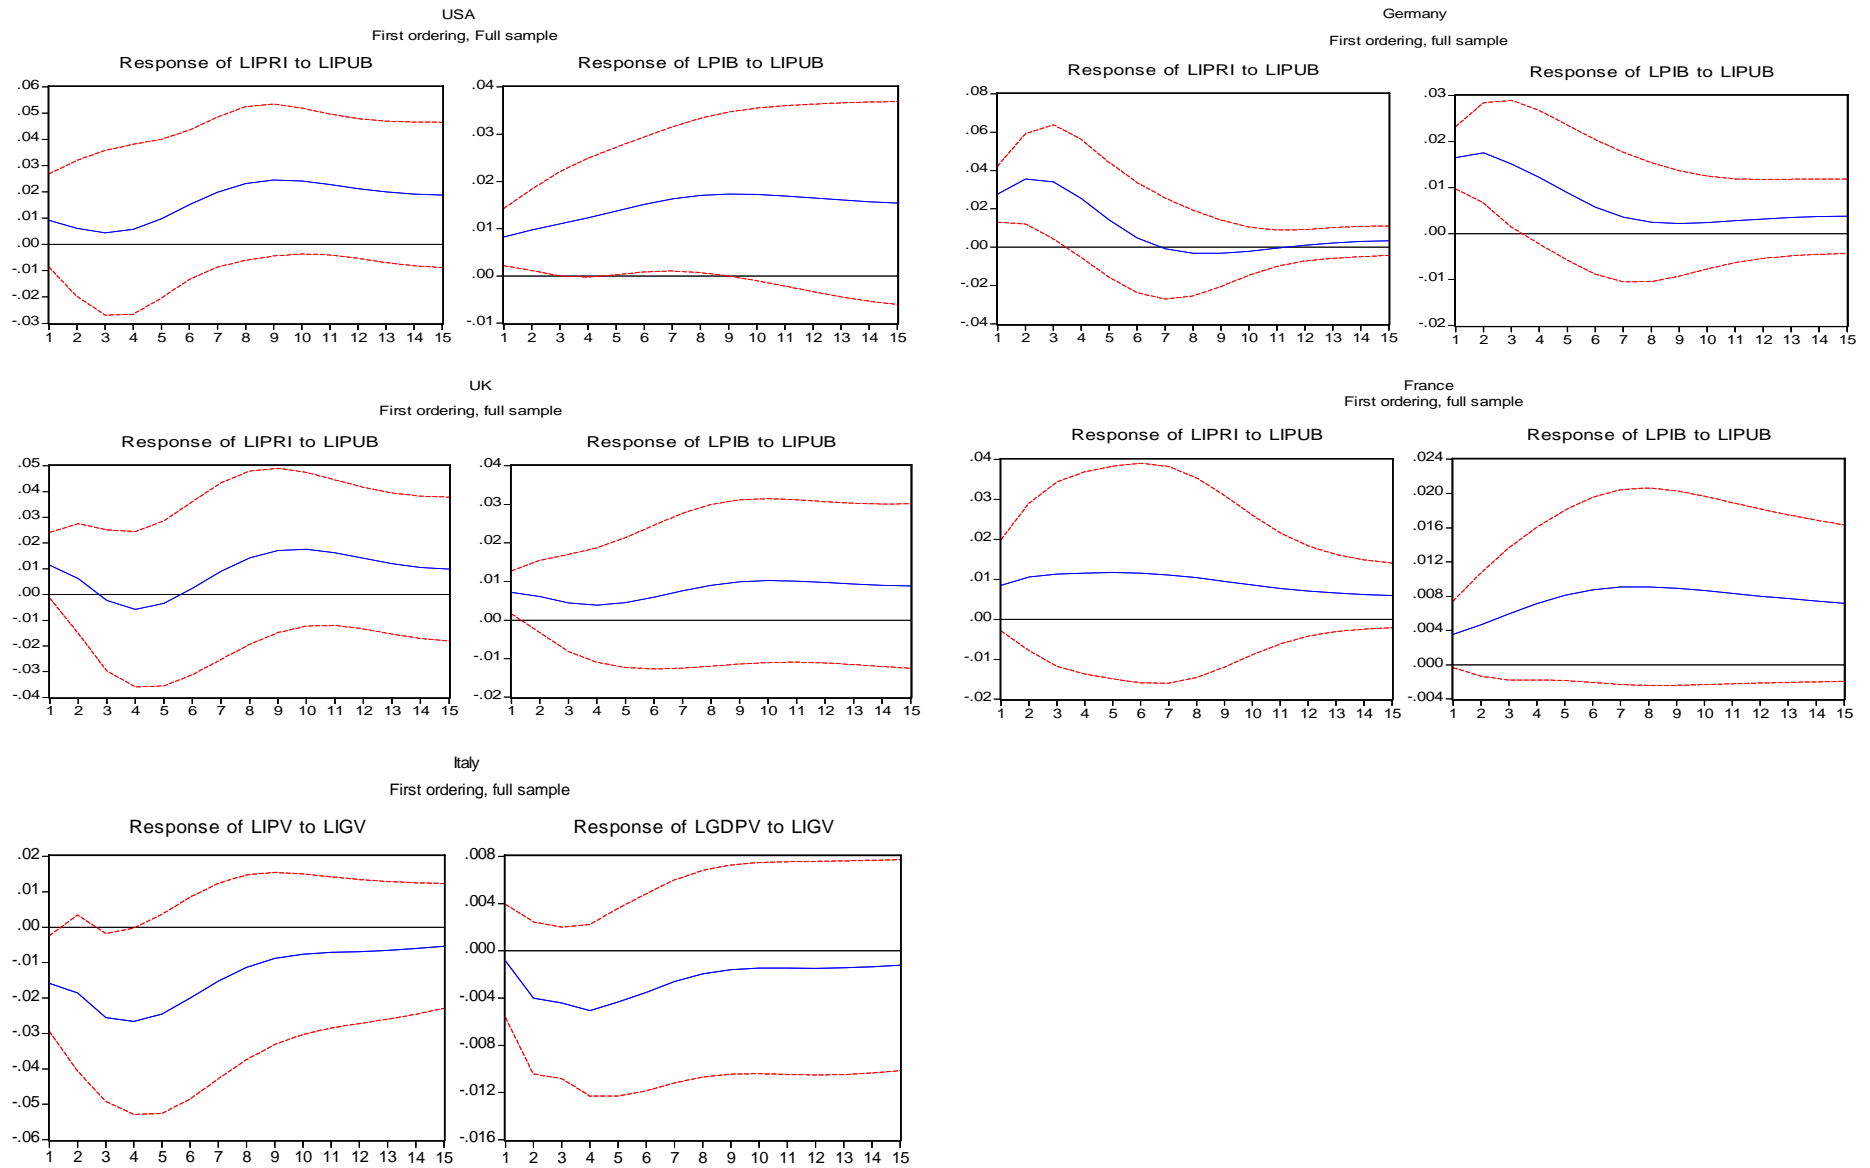 USA
First ordering, Full sample
Response of LIPRI to LIPUB
.06
.05
.04
.03
.02
.01
.00
-.01
-.02
-.03
1 2 3 4 5 6 7 8 9 10 11 12 13 14 15
Response of LPIB to LIPUB
.04
.03
.02
.01
.00
-.01
1 2 3 4 5 6 7 8 9 10 11 12 13 14 15
Germany
First ordering, full sample
Response of LIPRI to LIPUB
.08
.06
.04
.02
.00
-.02
-.04
1 2 3 4 5 6 7 8 9 10 11 12 13 14 15
Response of LPIB to LIPUB
.03
.02
.01
.00
-.01
-.02
1 2 3 4 5 6 7 8 9 10 11 12 13 14 15
UK
First ordering, full sample
Response of LIPRI to LIPUB
.05
.04
.03
.02
.01
.00
-.01
-.02
-.03
-.04
1 2 3 4 5 6 7 8 9 10 11 12 13 14 15
Response of LPIB to LIPUB
.04
.03
.02
.01
.00
-.01
-.02
1 2 3 4 5 6 7 8 9 10 11 12 13 14 15
France
First ordering, full sample
Response of LIPRI to LIPUB
.04
.03
.02
.01
.00
-.01
-.02
1 2 3 4 5 6 7 8 9 10 11 12 13 14 15
Response of LPIB to LIPUB
.024
.020
.016
.012
.008
.004
.000
-.004
1 2 3 4 5 6 7 8 9 10 11 12 13 14 15
Italy
First ordering, full sample
Response of LIPV to LIGV
.02
.01
.00
-.01
-.02
-.03
-.04
-.05
-.06
1 2 3 4 5 6 7 8 9 10 11 12 13 14 15
Response of LGDPV to LIGV
.008
.004
.000
-.004
-.008
-.012
-.016
1 2 3 4 5 6 7 8 9 10 11 12 13 14 15